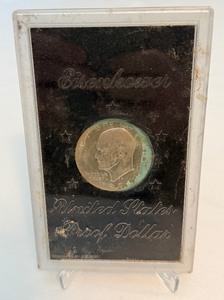 Eisenhower
United States
Proof Dollar